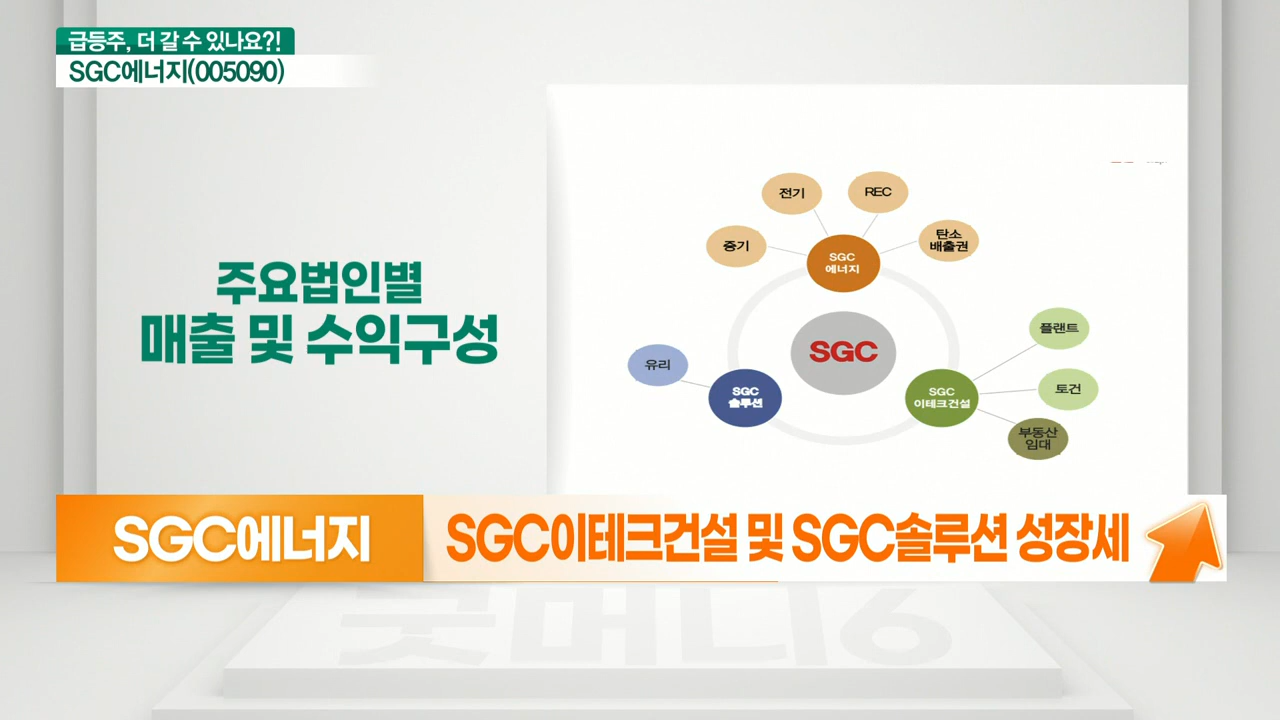 급등주, 더 갈 수 있나요?!
SGC에너지(005090)
주요법인별
매출 및 수익구성
전기
REC
증기
탄소
배출권
SGC
에너지
SGC
플랜트
유리
SGC
솔루션
SGC
이테크건설
토건
부동산
임대
SGC에너지
SGC이테크건설 및 SGC솔루션 성장세
굿머니6